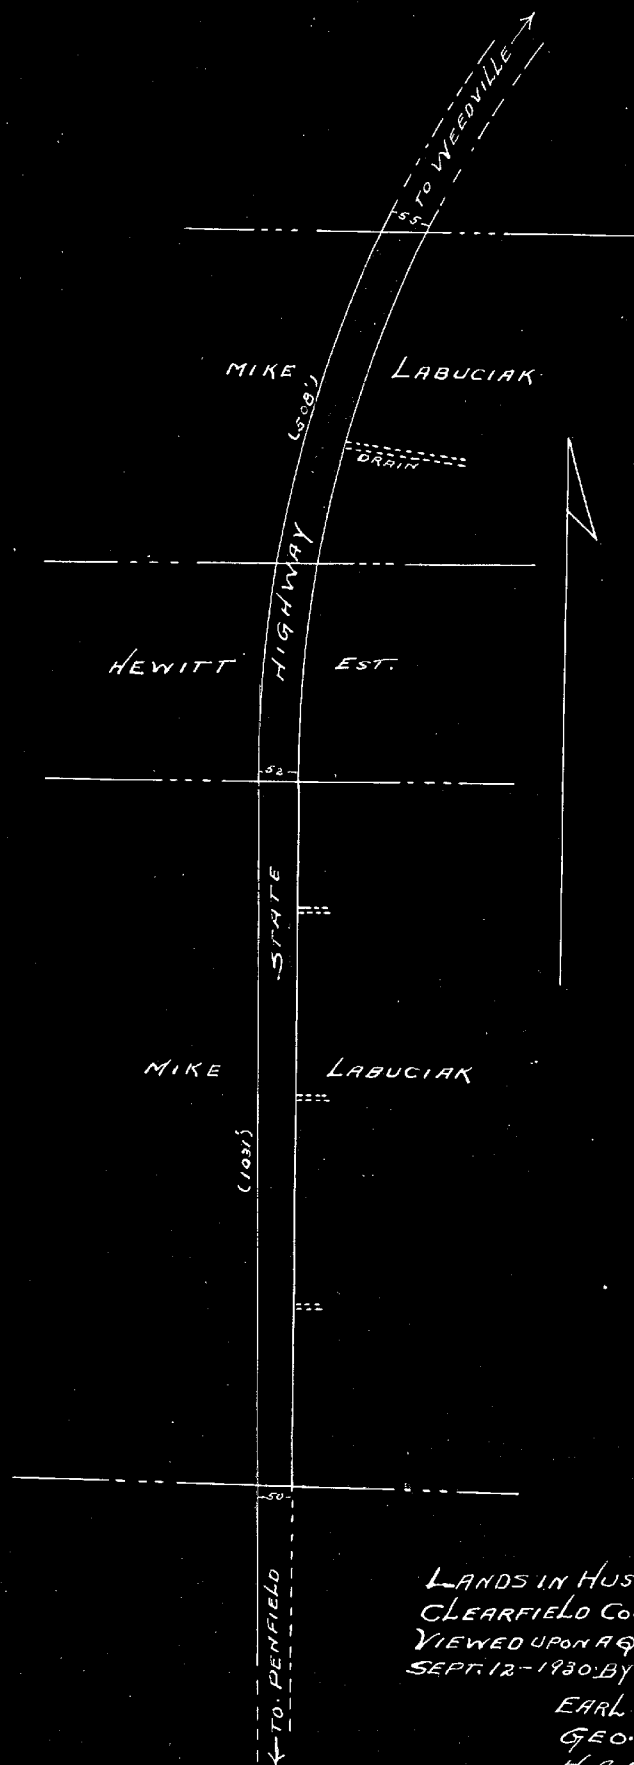 TO WEEDVILLE
55
MIKE LABUCIAK
(508')
DRAIN
HEWITT EST.
52
STATE HIGHWAY
MIKE LABUCIAK
(1031')
50
TO PENFIELD
LANDS IN HUS
CLEARFIELD CO
VIEWED UPON A
SEPT. 12-1930 BY
EARL
GEO.